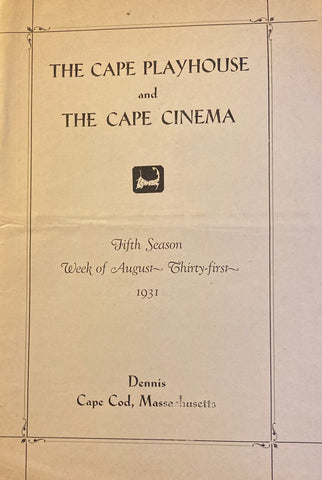 THE CAPE PLAYHOUSE
and
THE CAPE CINEMA
Fifth Season
Week of August Thirty-first
1931
Dennis
Cape Cod, Massachusetts